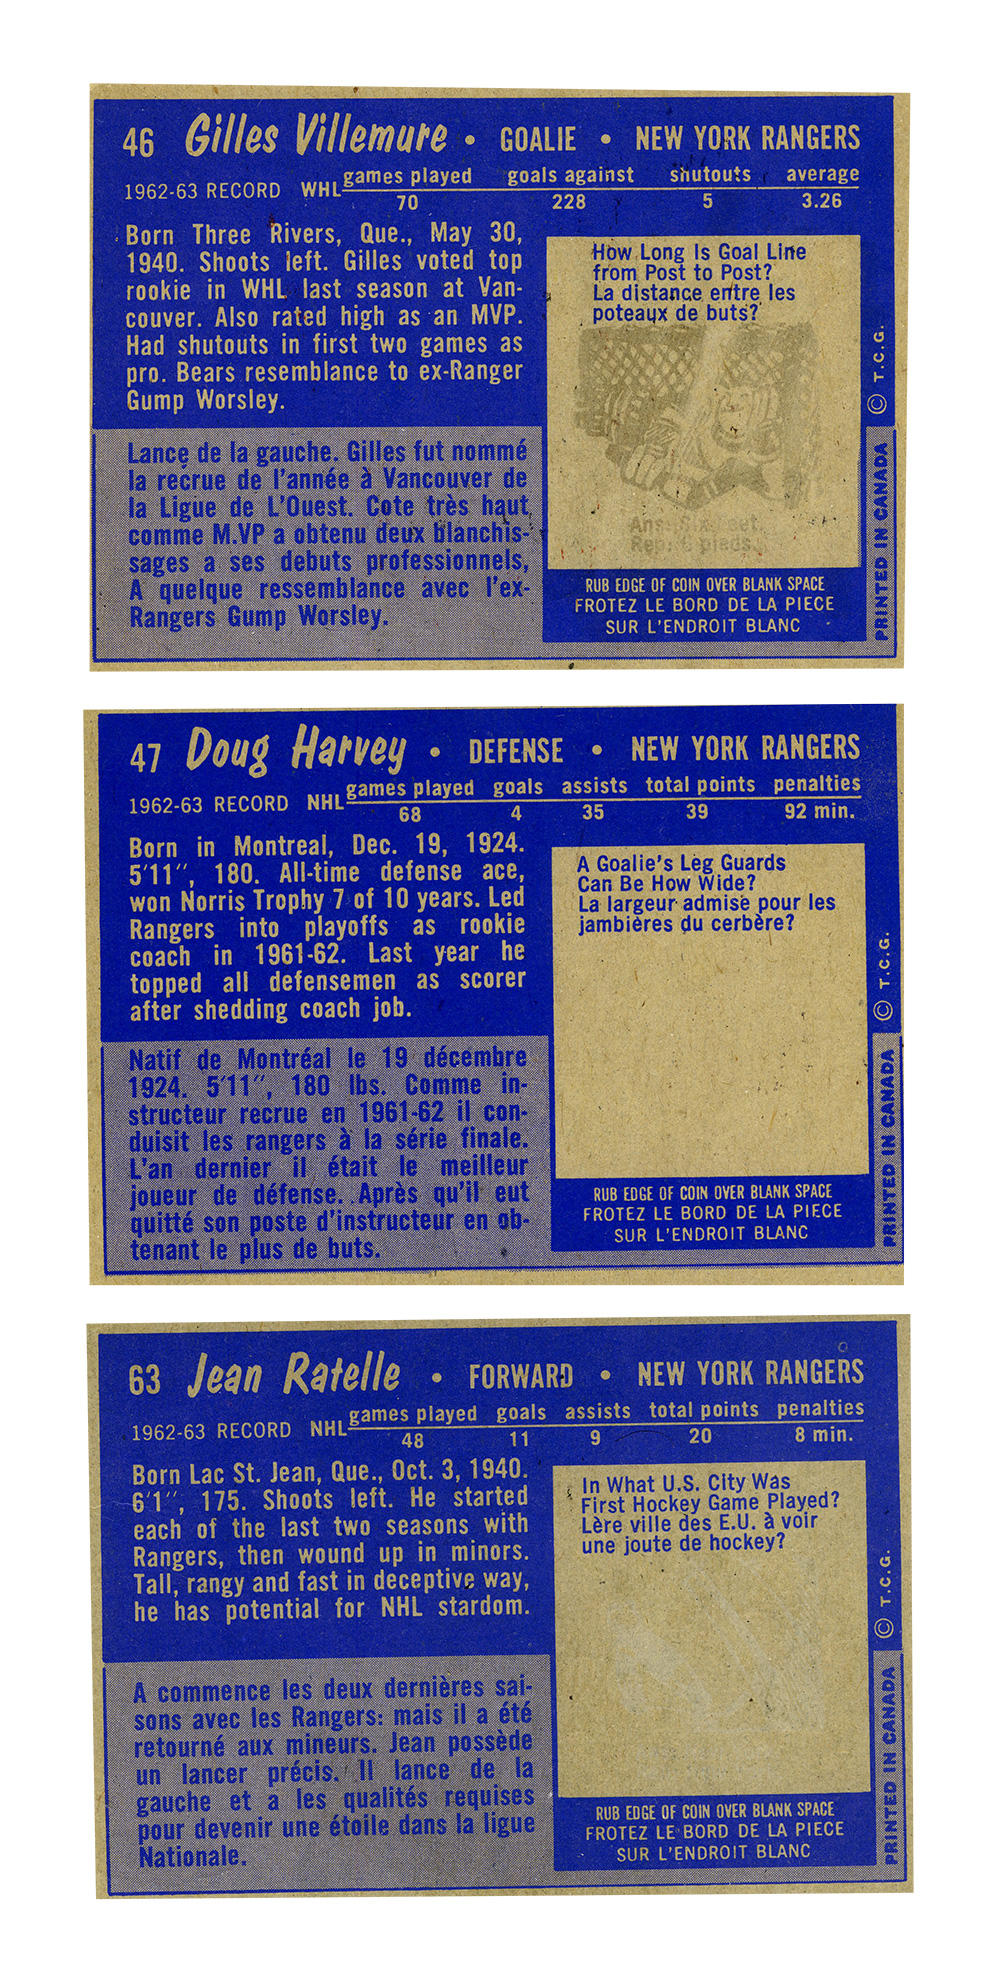 46 Gilles Villemure • GOALIE • NEW YORK RANGERS
games played goals against shutouts average
1962-63 RECORD WHL
70 228 5 3.26
Born Three Rivers, Que., May 30,
1940. Shoots left. Gilles voted top
rookie in WHL last season at Van-
couver. Also rated high as an MVP.
Had shutouts in first two games as
pro. Bears resemblance to ex-Ranger
Gump Worsley.
Lance de la gauche. Gilles fut nommé
la recrue de l'année à Vancouver de
la Ligue de L'Ouest. Cote très haut
comme M.VP a obtenu deux blanchis-
sages a ses debuts professionnels,
A quelque ressemblance avec l'ex-
Rangers Gump Worsley.
How Long Is Goal Line
from Post to Post?
La distance entre les
poteaux de buts?
Ans: Six feet.
Rep: 6 pieds.
RUB EDGE OF COIN OVER BLANK SPACE
FROTEZ LE BORD DE LA PIECE
SUR L'ENDROIT BLANC
© T.C.G.
PRINTED IN CANADA
47 Doug Harvey • DEFENSE • NEW YORK RANGERS
games played goals assists total points penalties
1962-63 RECORD NHL
68 4 35 39 92 min.
Born in Montreal, Dec. 19, 1924.
5'11", 180. All-time defense ace,
won Norris Trophy 7 of 10 years. Led
Rangers into playoffs as rookie
coach in 1961-62. Last year he
topped all defensemen as scorer
after shedding coach job.
Natif de Montréal le 19 décembre
1924. 5'11", 180 lbs. Comme in-
structeur recrue en 1961-62 il con-
duisit les rangers à la série finale.
L'an dernier il était le meilleur
joueur de défense. Après qu'il eut
quitté son poste d'instructeur en ob-
tenant le plus de buts.
A Goalie's Leg Guards
Can Be How Wide?
La largeur admise pour les
jambières du cerbère?
RUB EDGE OF COIN OVER BLANK SPACE
FROTEZ LE BORD DE LA PIECE
SUR L'ENDROIT BLANC
© T.C.G.
PRINTED IN CANADA
63 Jean Ratelle • FORWARD • NEW YORK RANGERS
games played goals assists total points penalties
1962-63 RECORD NHL
48 11 9 20 8 min.
Born Lac St. Jean, Que., Oct. 3, 1940.
6'1", 175. Shoots left. He started
each of the last two seasons with
Rangers, then wound up in minors.
Tall, rangy and fast in deceptive way,
he has potential for NHL stardom.
A commence les deux dernières sai-
sons avec les Rangers: mais il a été
retourné aux mineurs. Jean possède
un lancer précis. Il lance de la
gauche et a les qualités requises
pour devenir une étoile dans la ligue
Nationale.
In What U.S. City Was
First Hockey Game Played?
Lère ville des E.U. à voir
une joute de hockey?
RUB EDGE OF COIN OVER BLANK SPACE
FROTEZ LE BORD DE LA PIECE
SUR L'ENDROIT BLANC
© T.C.G.
PRINTED IN CANADA